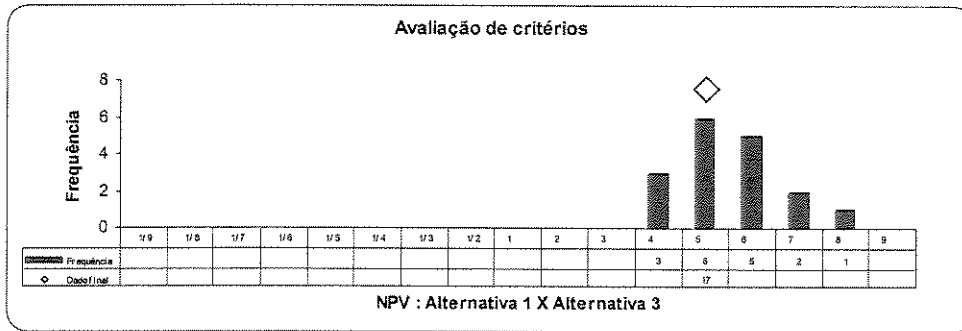 Avaliação de critérios
Frequência
8
6
4
2
0
1/9 1/8 1/7 1/6 1/5 1/4 1/3 1/2 1 2 3 4 5 6 7 8 9
Frequência 3 6 5 2 1
Dado final 17
NPV : Alternativa 1 X Alternativa 3